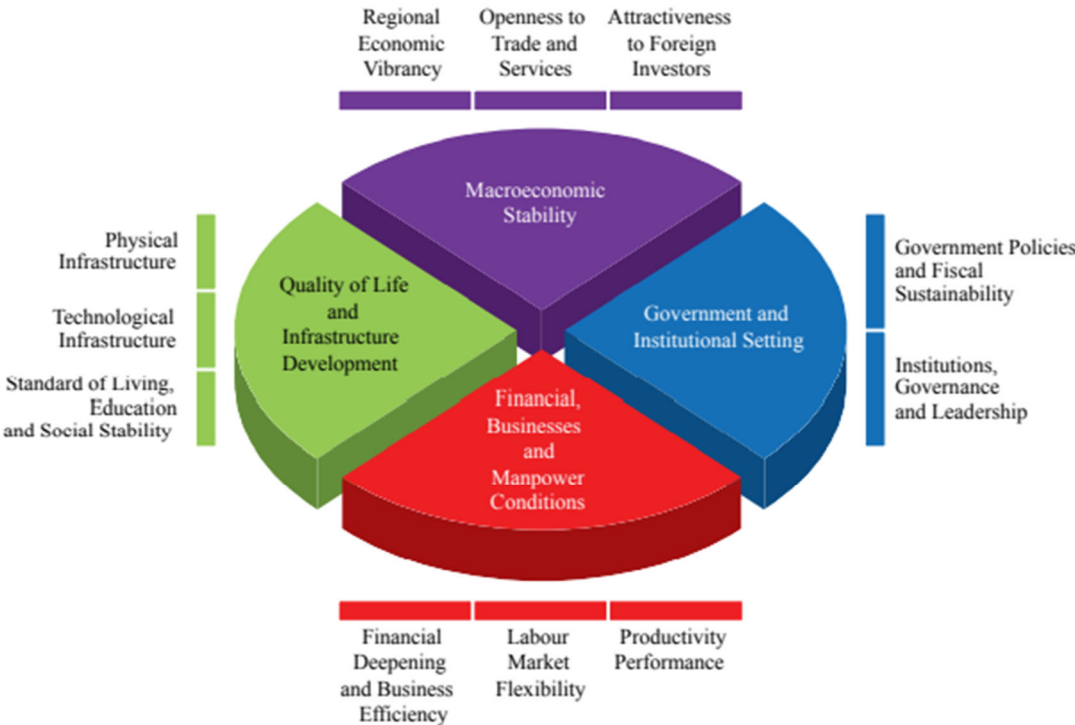 Regional
Economic
Vibrancy
Openness to
Trade and
Services
Attractiveness
to Foreign
Investors
Macroeconomic
Stability
Physical
Infrastructure
Technological
Infrastructure
Standard of Living,
Education
and Social Stability
Quality of Life
and
Infrastructure
Development
Government and
Institutional Setting
Government Policies
and Fiscal
Sustainability
Institutions,
Governance
and Leadership
Financial,
Businesses
and
Manpower
Conditions
Financial
Deepening
and Business
Efficiency
Labour
Market
Flexibility
Productivity
Performance